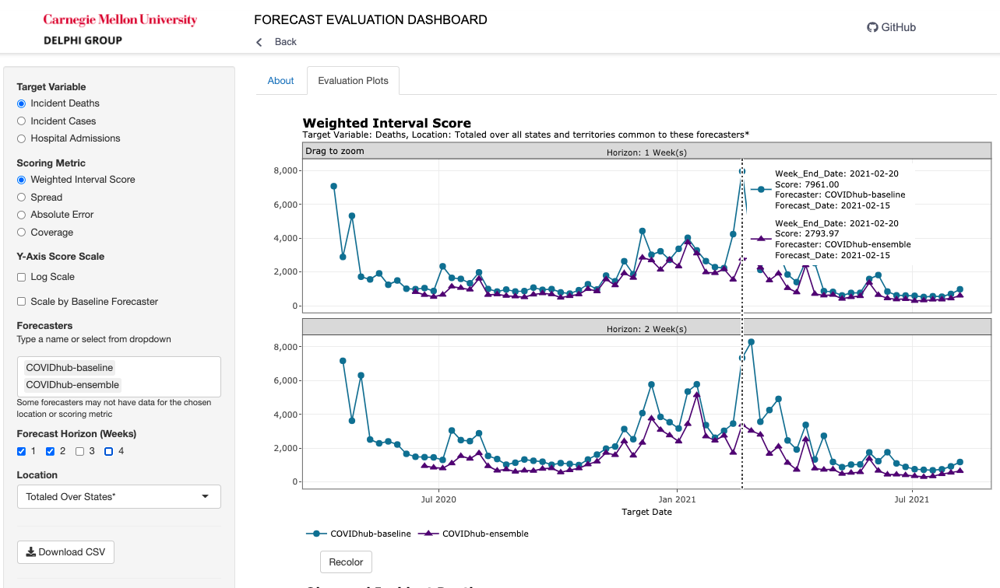 Carnegie Mellon University
DELPHI GROUP
FORECAST EVALUATION DASHBOARD
Back
GitHub
Target Variable
Incident Deaths
Incident Cases
Hospital Admissions
Scoring Metric
Weighted Interval Score
Spread
Absolute Error
Coverage
Y-Axis Score Scale
Log Scale
Scale by Baseline Forecaster
Forecasters
Type a name or select from dropdown
COVIDhub-baseline
COVIDhub-ensemble
Some forecasters may not have data for the chosen
location or scoring metric
Forecast Horizon (Weeks)
1 2 3 4
Location
Totaled Over States*
Download CSV
About Evaluation Plots
Weighted Interval Score
Target Variable: Deaths, Location: Totaled over all states and territories common to these forecasters*
Drag to zoom
Horizon: 1 Week(s)
8,000
6,000
4,000
2,000
0
Week_End_Date: 2021-02-20
Score: 7961.00
Forecaster: COVIDhub-baseline
Forecast_Date: 2021-02-15
Week_End_Date: 2021-02-20
Score: 2793.97
Forecaster: COVIDhub-ensemble
Forecast_Date: 2021-02-15
Horizon: 2 Week(s)
8,000
6,000
4,000
2,000
0
Jul 2020 Jan 2021 Jul 2021
Target Date
COVIDhub-baseline COVIDhub-ensemble
Recolor